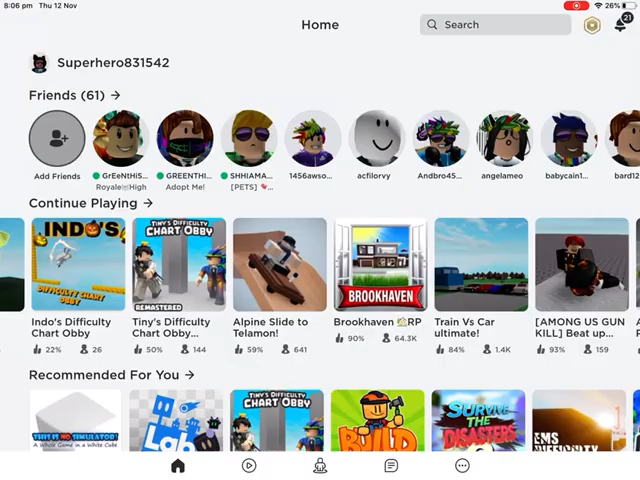 8:06 pm Thu 12 Nov
26%
Home
Search
21
Superhero831542
Friends (61) →
Add Friends
GrEeNtHiS...
GREENTHI...
SHHIAMA...
1456awso...
acfilorvy
Andbro45...
angelameo
babycain1...
bard12
Royale High
Adopt Me!
[PETS]
Continue Playing →
INDO'S
DIFFICULTY CHART OBBY
TINY'S DIFFICULTY
CHART OBBY
REMASTERED
BROOKHAVEN
Indo's Difficulty Chart Obby
Tiny's Difficulty Chart Obby...
Alpine Slide to Telamon!
Brookhaven 🏡RP
Train Vs Car ultimate!
[AMONG US GUN KILL] Beat up...
22% 26
50% 144
59% 641
90% 64.3K
84% 1.4K
93% 159
Recommended For You →
THIS IS NO SIMULATOR!
A Whole Game in a White Cube
Lab
TINY'S DIFFICULTY
CHART OBBY
BUILD
SURVIVE THE DISASTERS